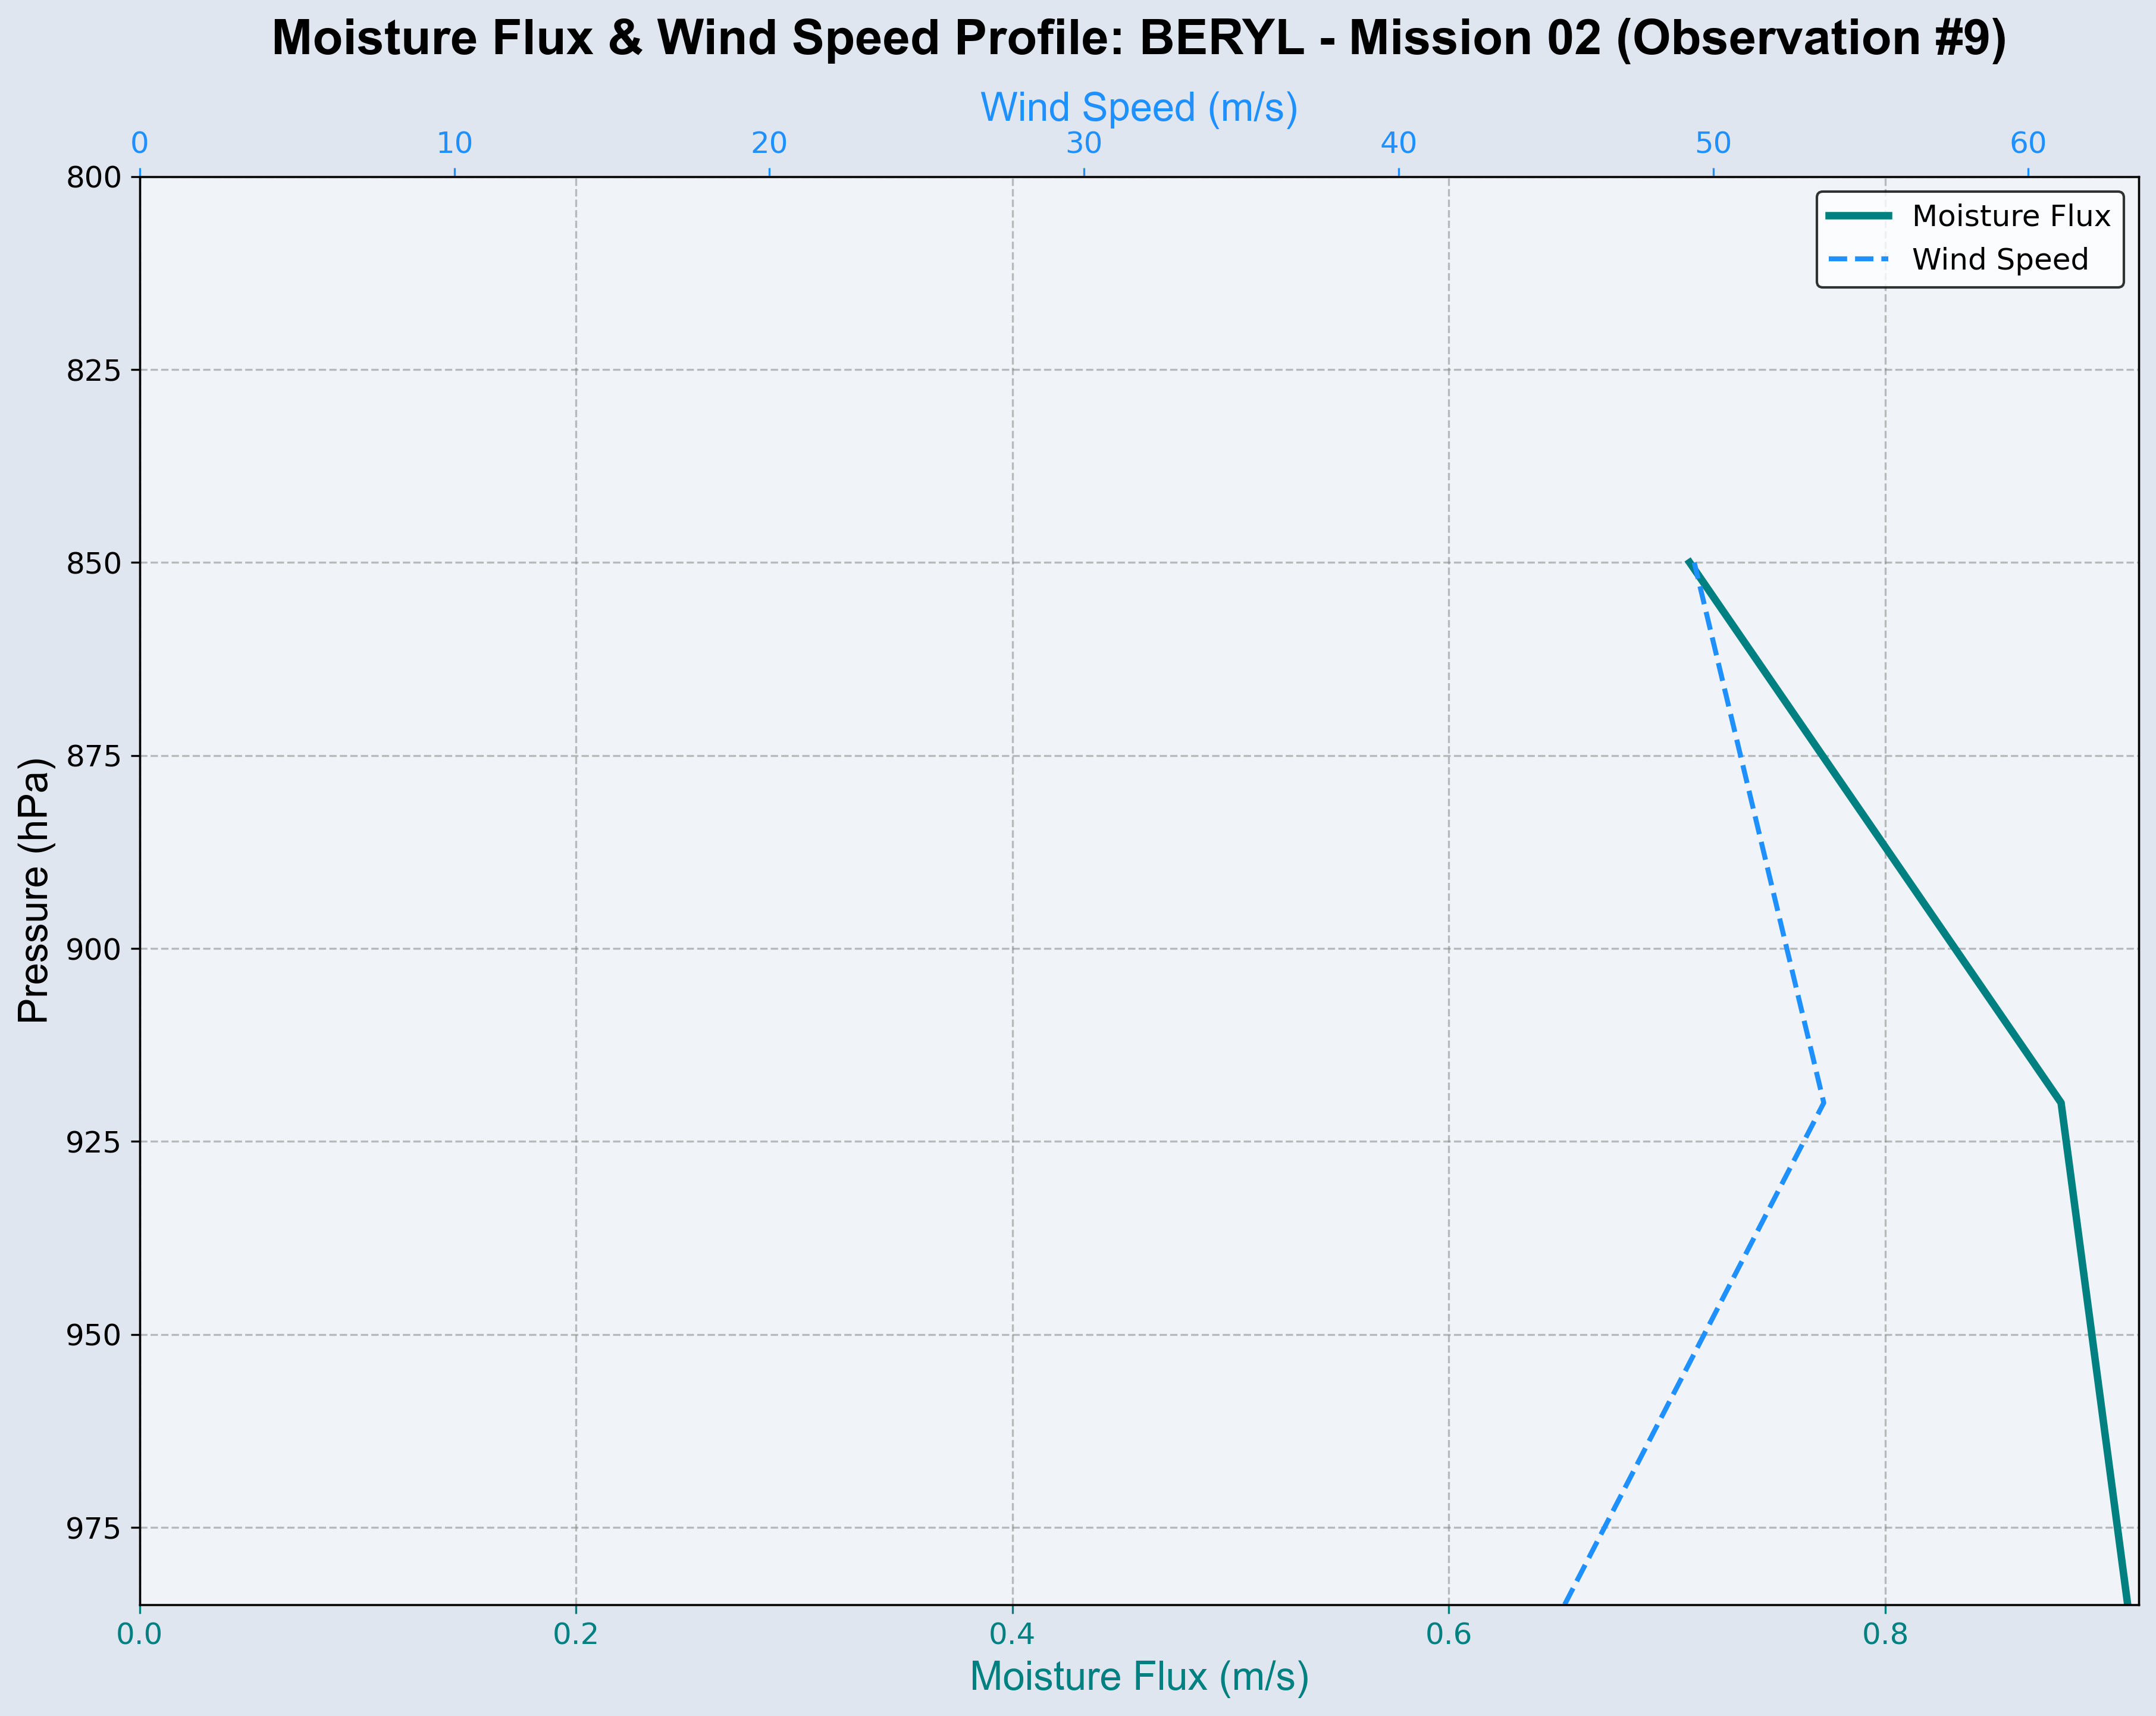 Moisture Flux & Wind Speed Profile: BERYL - Mission 02 (Observation #9)
Wind Speed (m/s)
0 10 20 30 40 50 60
Moisture Flux
Wind Speed
Pressure (hPa)
800
825
850
875
900
925
950
975
0.0 0.2 0.4 0.6 0.8
Moisture Flux (m/s)